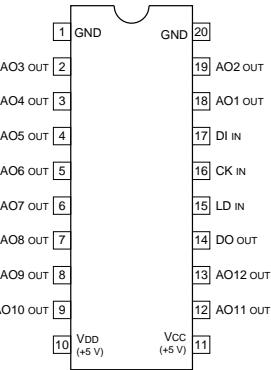 1 GND GND 20
AO3 OUT 2 19 AO2 OUT
AO4 OUT 3 18 AO1 OUT
AO5 OUT 4 17 DI IN
AO6 OUT 5 16 CK IN
AO7 OUT 6 15 LD IN
AO8 OUT 7 14 DO OUT
AO9 OUT 8 13 AO12 OUT
AO10 OUT 9 12 AO11 OUT
10 VDD VCC 11
(+5 V) (+5 V)